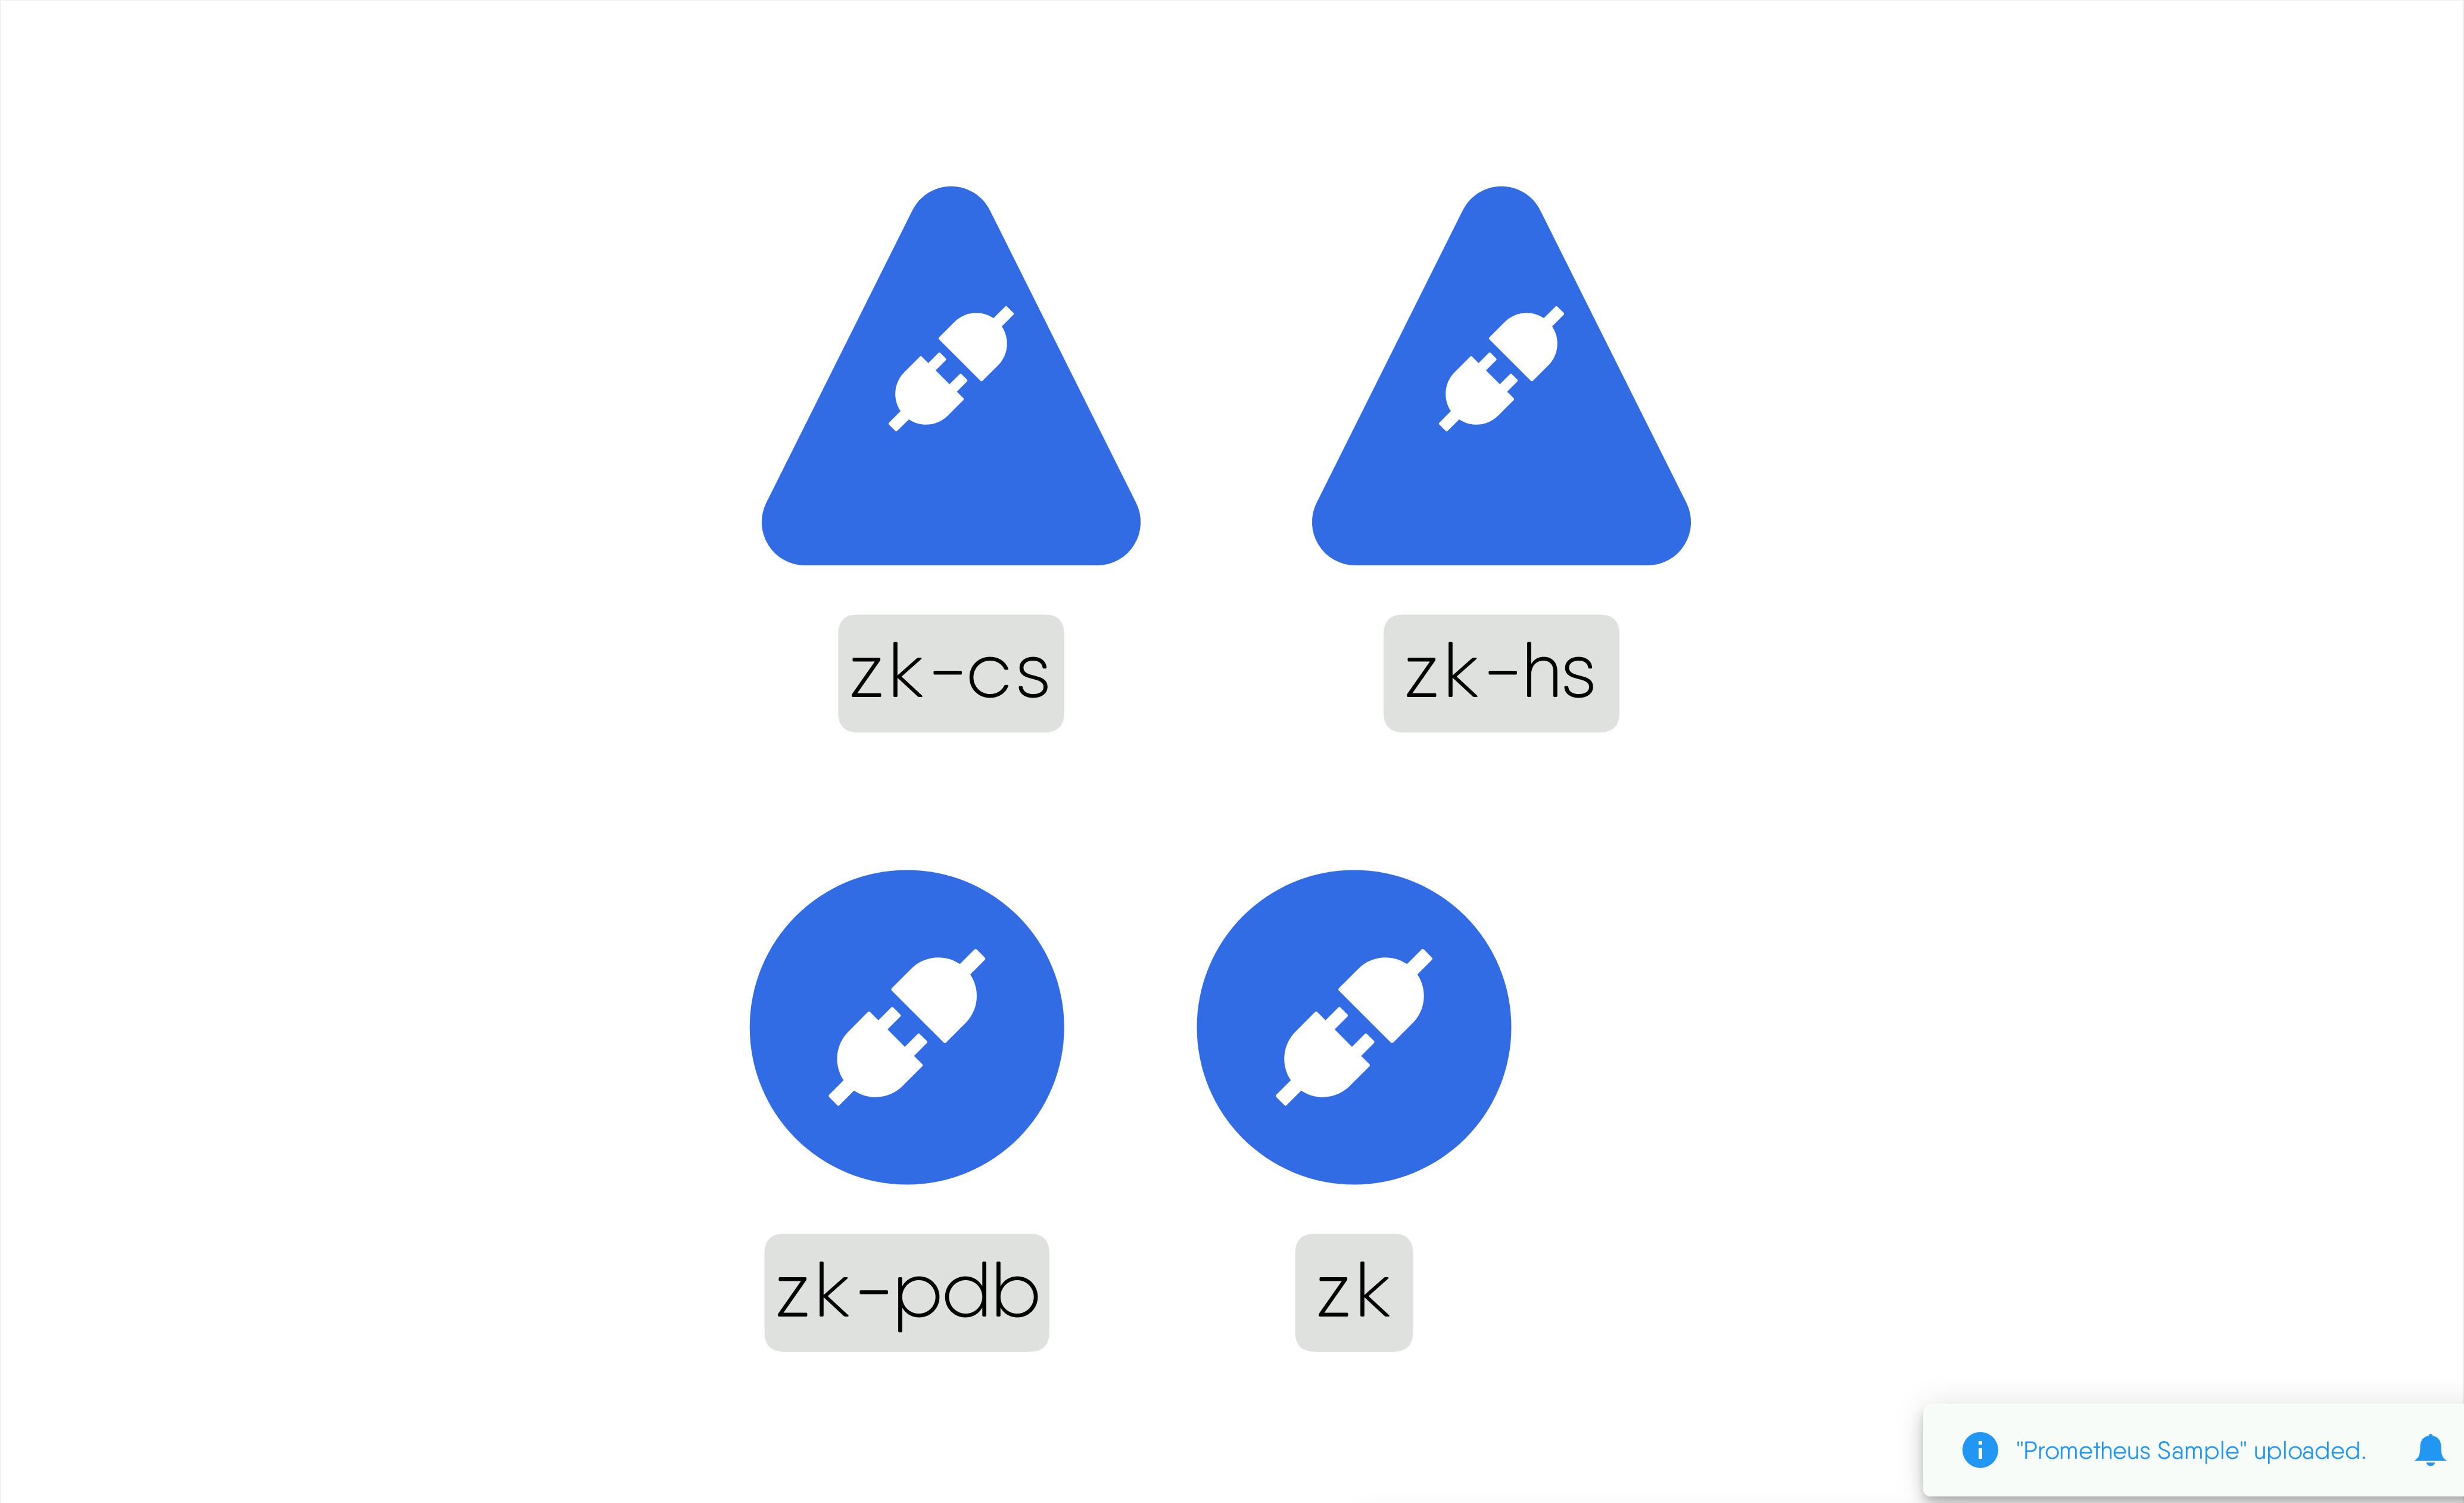 zk-cs
zk-hs
zk-pdb
zk
"Prometheus Sample" uploaded.